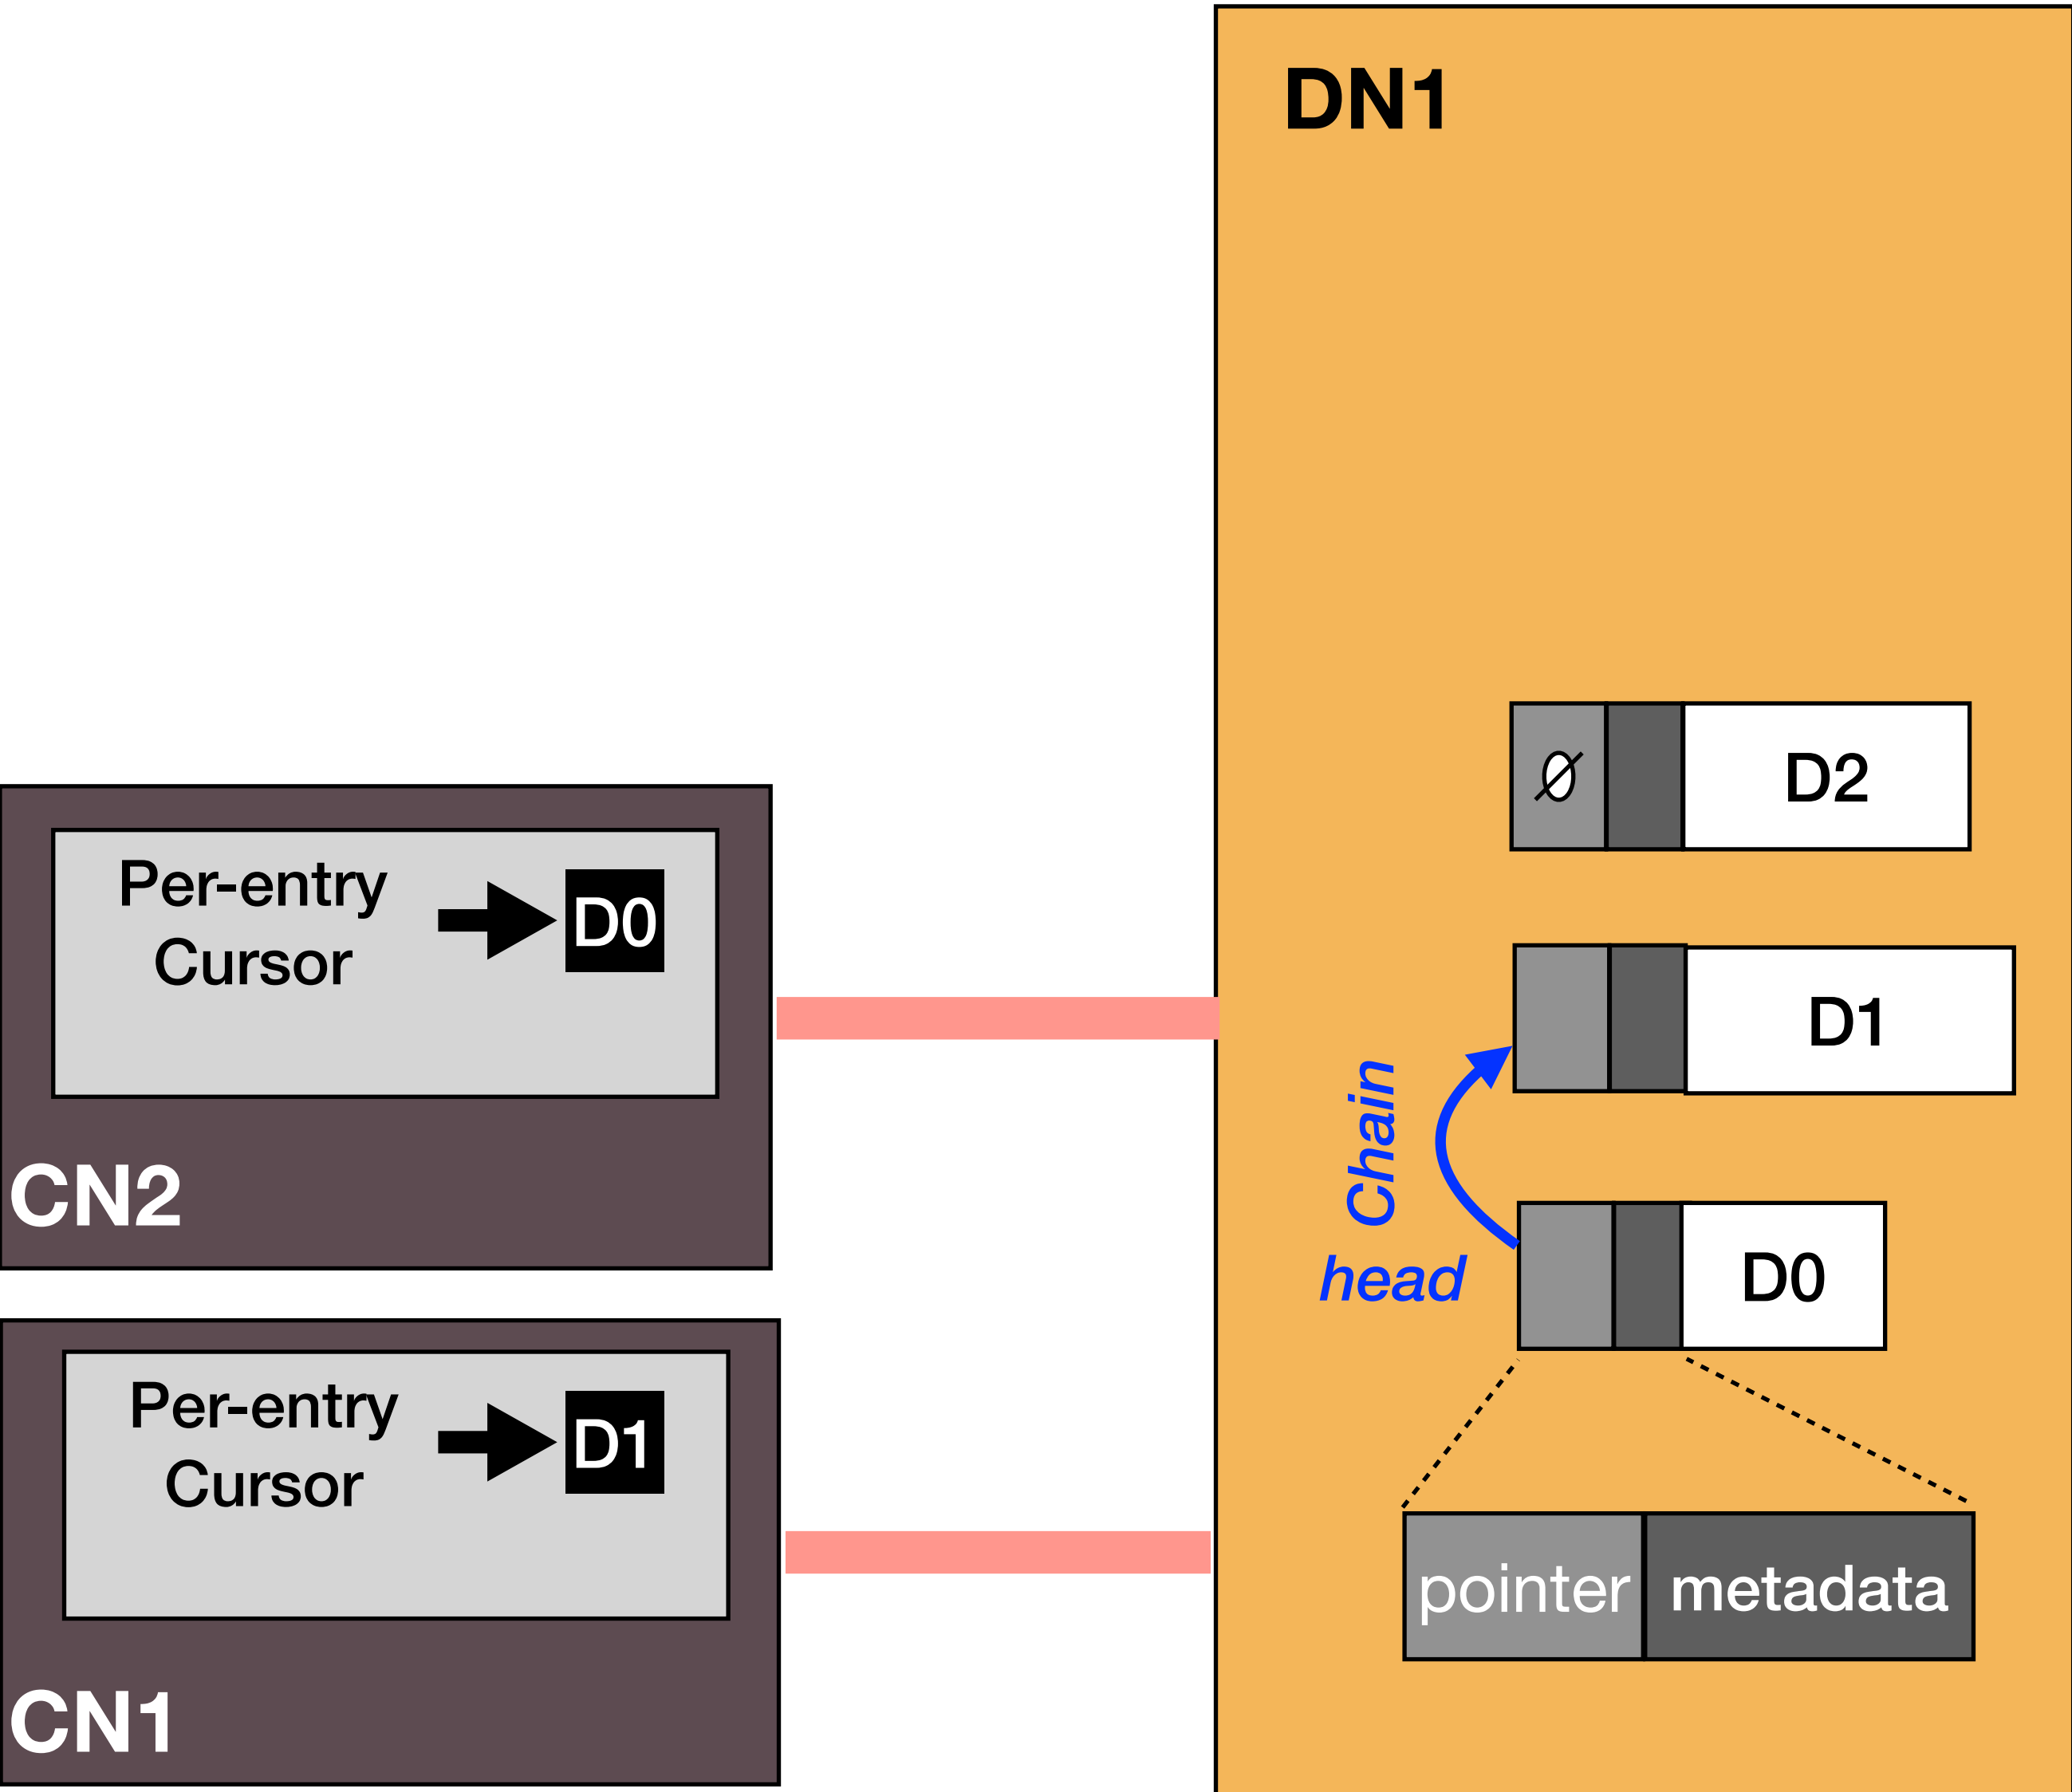 DN1
∅
D2
Per-entry
Cursor
D0
D1
Chain
CN2
head
D0
Per-entry
Cursor
D1
pointer
metadata
CN1